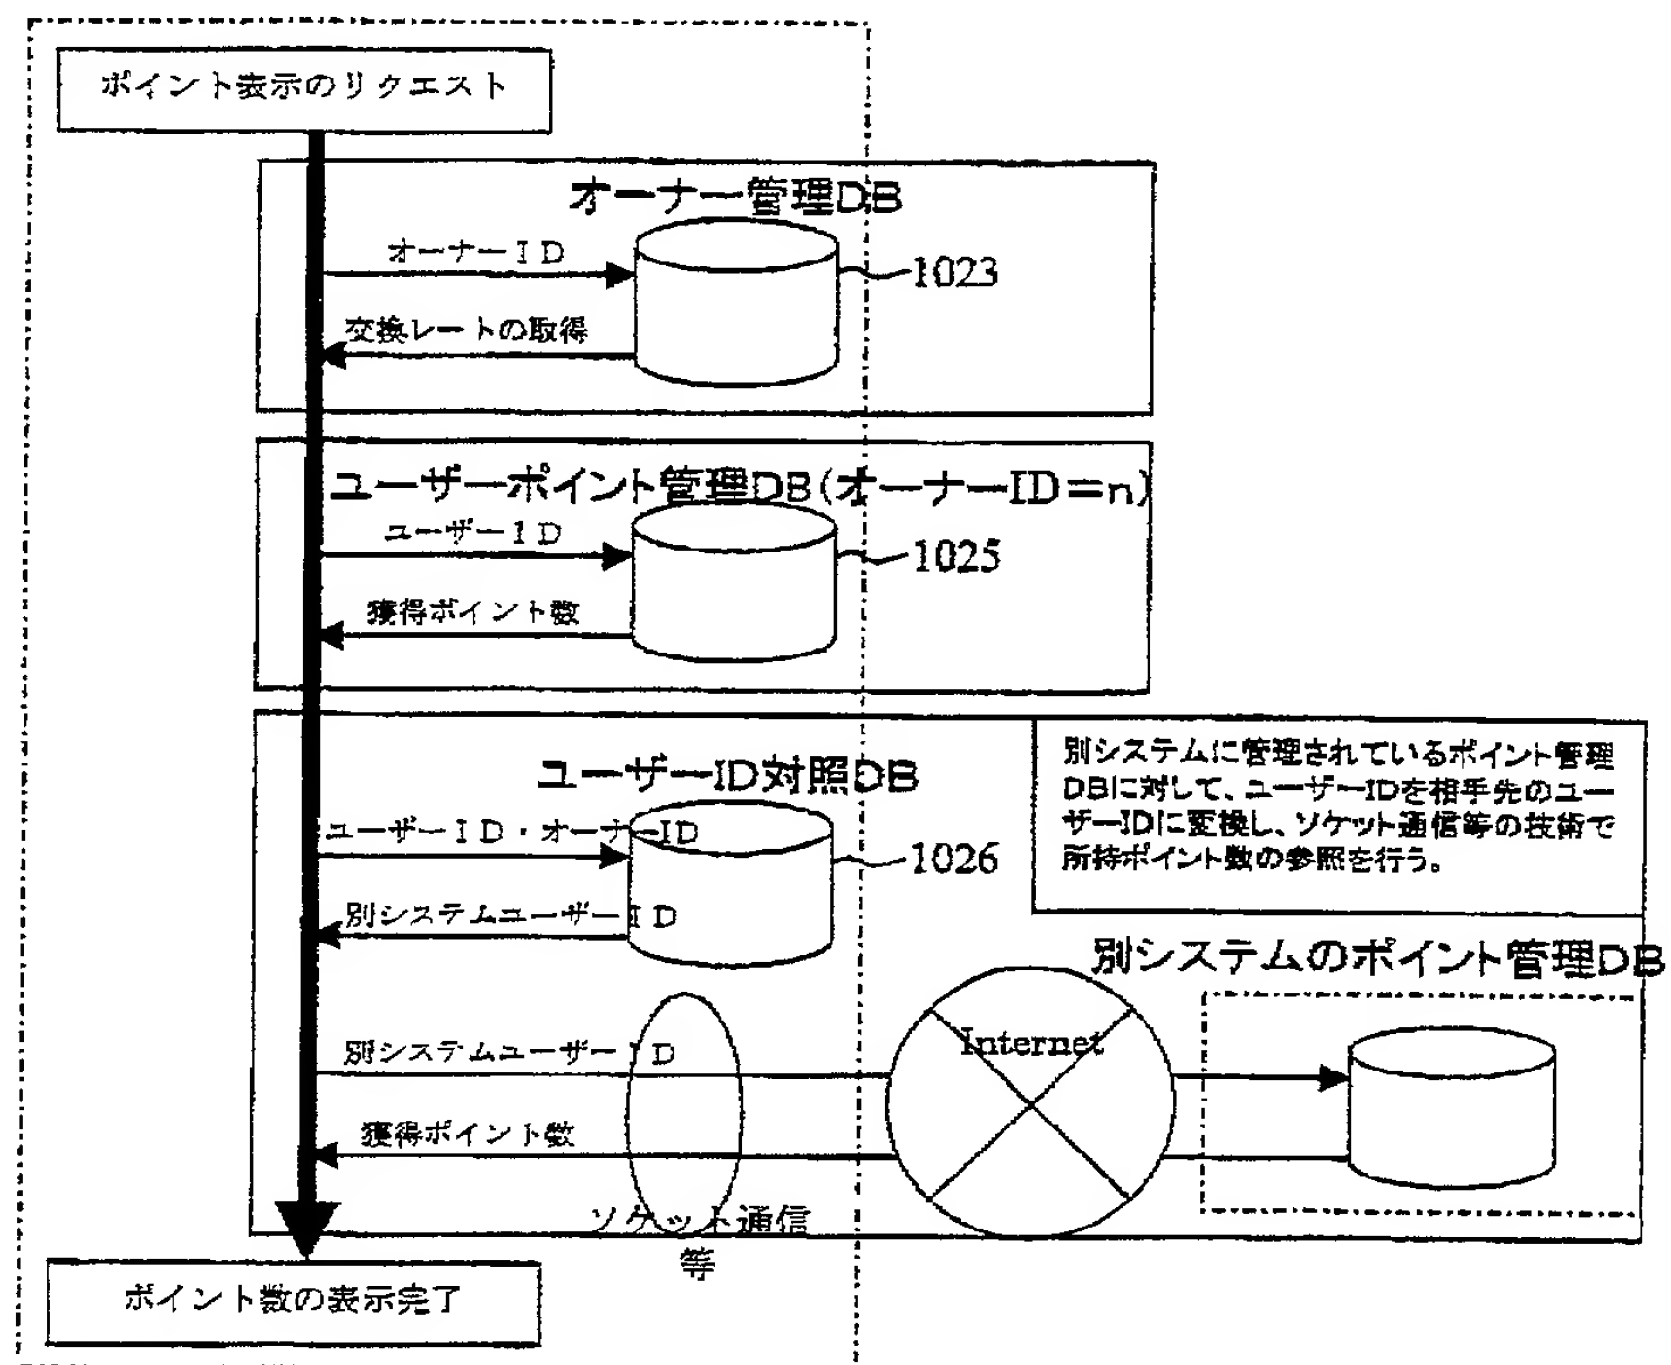 ポイント表示のリクエスト
オーナー管理DB
オーナーＩＤ
1023
交換レートの取得
ユーザーポイント管理DB(オーナーID=n)
ユーザーＩＤ
1025
獲得ポイント数
ユーザーID対照DB
ユーザーＩＤ・オーナーID
1026
別システムユーザーＩＤ
別システムに管理されているポイント管理
DBに対して、ユーザーIDを相手先のユー
ザーIDに変換し、ソケット通信等の技術で
所持ポイント数の参照を行う。
別システムのポイント管理DB
Internet
別システムユーザーＩＤ
獲得ポイント数
ソケット通信
等
ポイント数の表示完了